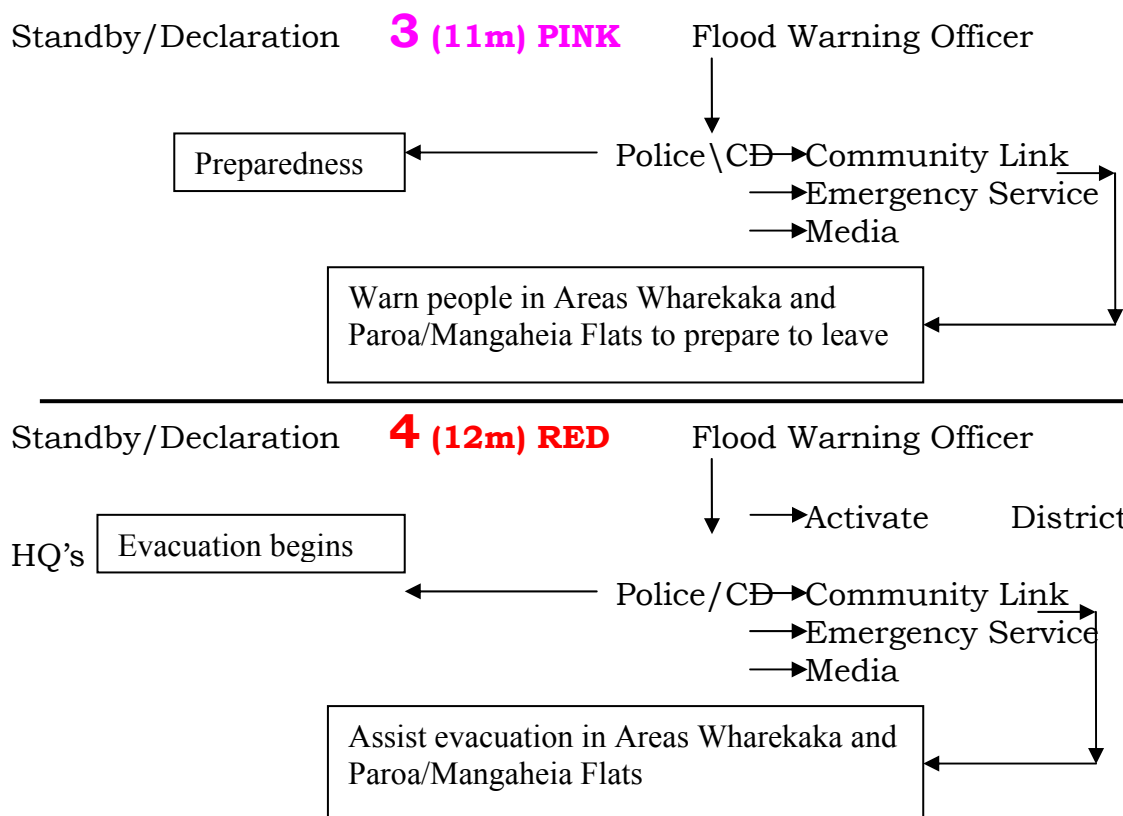 Standby/Declaration 3 (11m) PINK Flood Warning Officer
Preparedness
Police\CD Community Link
Emergency Service
Media
Warn people in Areas Wharekaka and
Paroa/Mangaheia Flats to prepare to leave
Standby/Declaration 4 (12m) RED Flood Warning Officer
Activate District
HQ's Evacuation begins
Police/CD Community Link
Emergency Service
Media
Assist evacuation in Areas Wharekaka and
Paroa/Mangaheia Flats